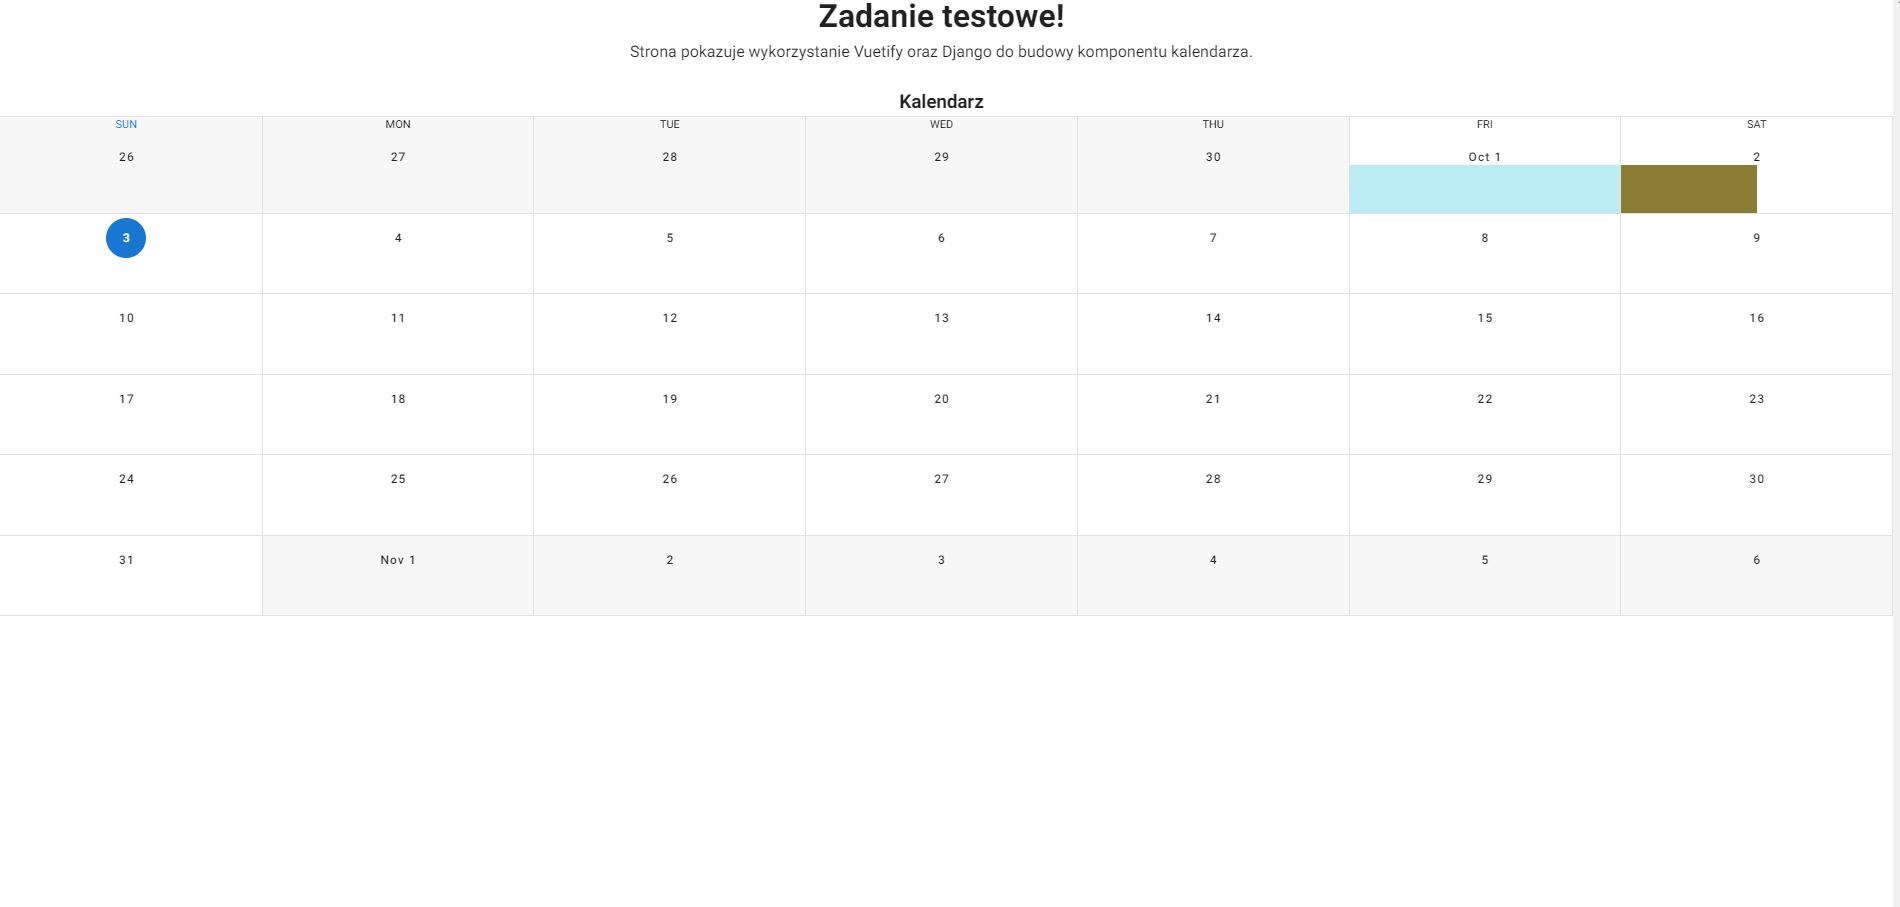 Zadanie testowe!
Strona pokazuje wykorzystanie Vuetify oraz Django do budowy komponentu kalendarza.
Kalendarz
SUN MON TUE WED THU FRI SAT
26 27 28 29 30 Oct 1 2
3 4 5 6 7 8 9
10 11 12 13 14 15 16
17 18 19 20 21 22 23
24 25 26 27 28 29 30
31 Nov 1 2 3 4 5 6